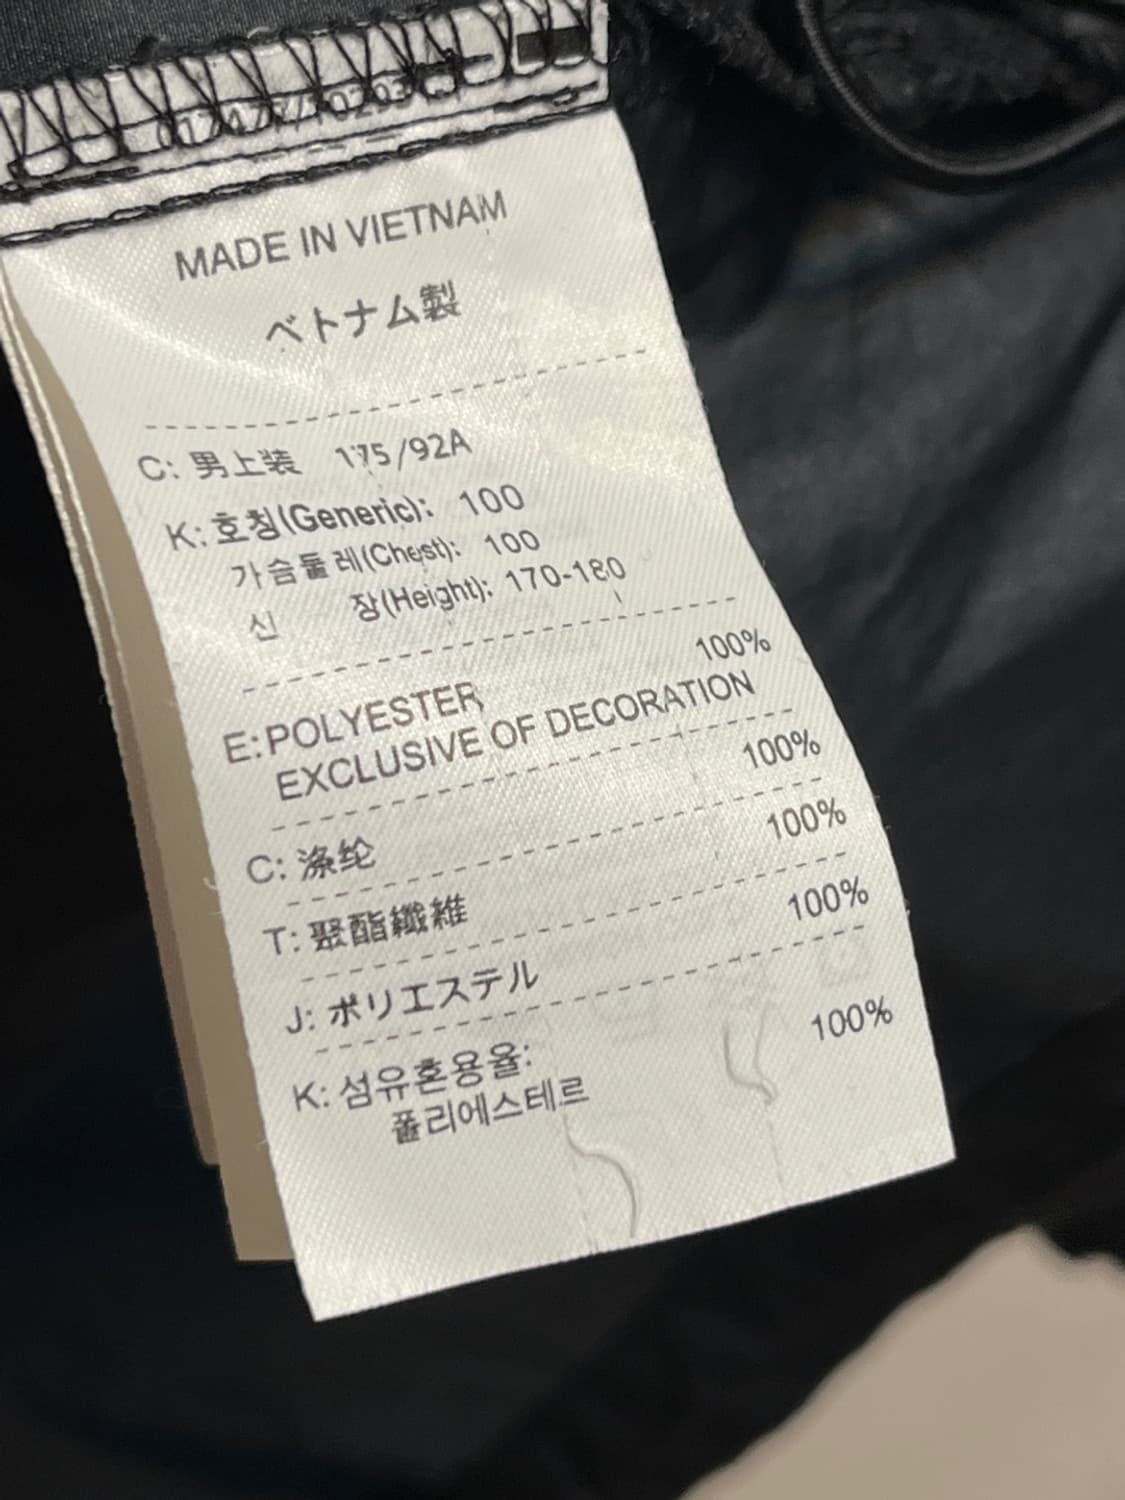 MADE IN VIETNAM
ベトナム製
C: 男上装 175/92A
K: 호칭(Generic): 100
가슴둘레(Chest): 100
신 장(Height): 170-180
E: POLYESTER 100%
EXCLUSIVE OF DECORATION
C: 涤纶 100%
T: 聚酯纖維 100%
J: ポリエステル 100%
K: 섬유혼용율:
폴리에스테르 100%